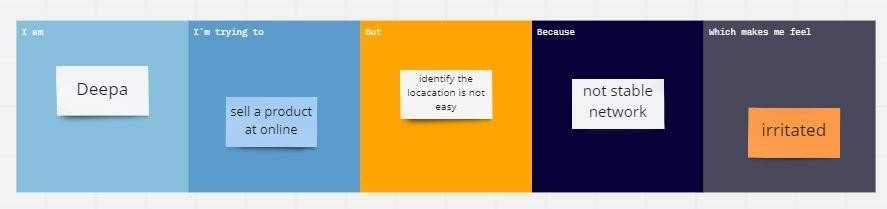 I am
Deepa
I'm trying to
sell a product
at online
But
identify the
locacation is not
easy
Because
not stable
network
Which makes me feel
irritated